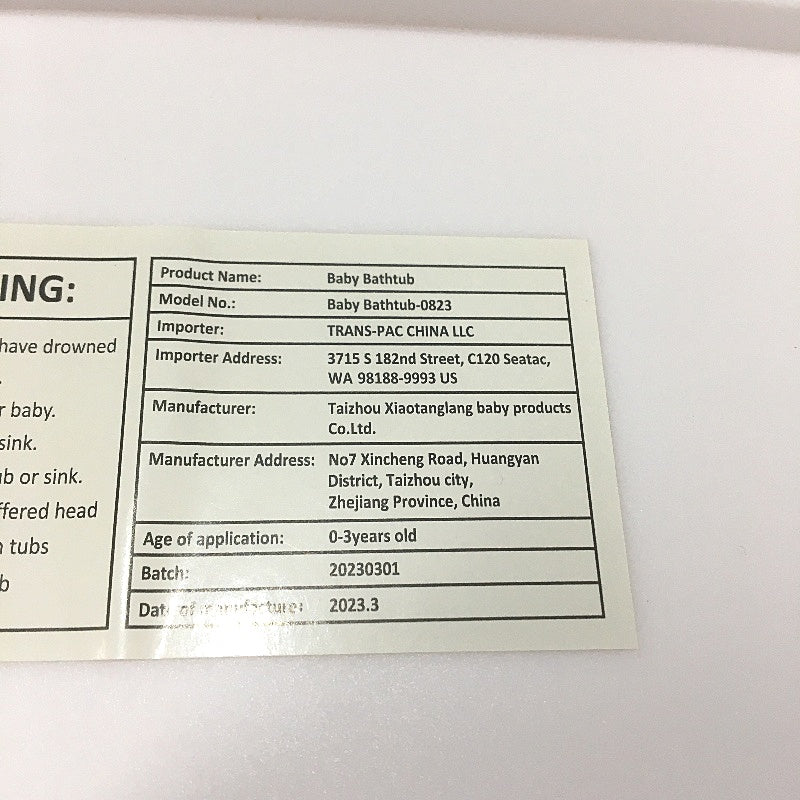 ING:
have drowned
.
r baby.
sink.
ub or sink.
ffered head
tubs
b
Product Name: Baby Bathtub
Model No.: Baby Bathtub-0823
Importer: TRANS-PAC CHINA LLC
Importer Address: 3715 S 182nd Street, C120 Seatac,
WA 98188-9993 US
Manufacturer: Taizhou Xiaotanglang baby products
Co.Ltd.
Manufacturer Address: No7 Xincheng Road, Huangyan
District, Taizhou city,
Zhejiang Province, China
Age of application: 0-3years old
Batch: 20230301
Date of manufacture: 2023.3